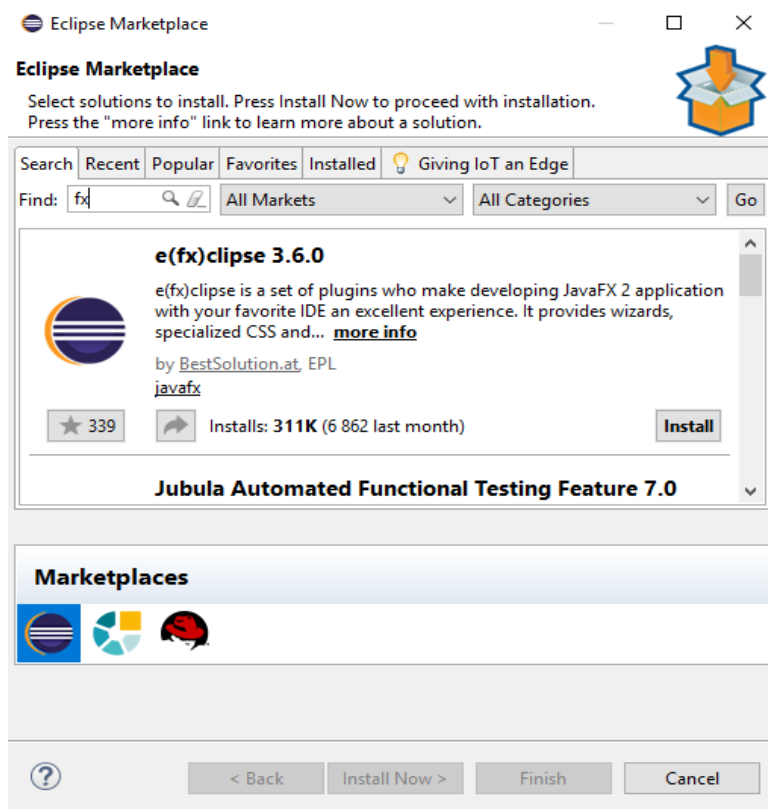 Eclipse Marketplace
Eclipse Marketplace
Select solutions to install. Press Install Now to proceed with installation.
Press the "more info" link to learn more about a solution.
Search Recent Popular Favorites Installed Giving IoT an Edge
Find: fx All Markets All Categories Go
e(fx)clipse 3.6.0
e(fx)clipse is a set of plugins who make developing JavaFX 2 application
with your favorite IDE an excellent experience. It provides wizards,
specialized CSS and... more info
by BestSolution.at, EPL
javafx
339 Installs: 311K (6 862 last month) Install
Jubula Automated Functional Testing Feature 7.0
Marketplaces
? < Back Install Now > Finish Cancel